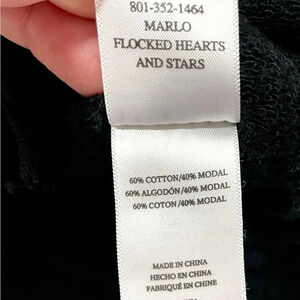 801-352-1464
MARLO
FLOCKED HEARTS
AND STARS
60% COTTON/40% MODAL
60% ALGODÓN/40% MODAL
60% COTON/40% MODAL
MADE IN CHINA
HECHO EN CHINA
FABRIQUÉ EN CHINE